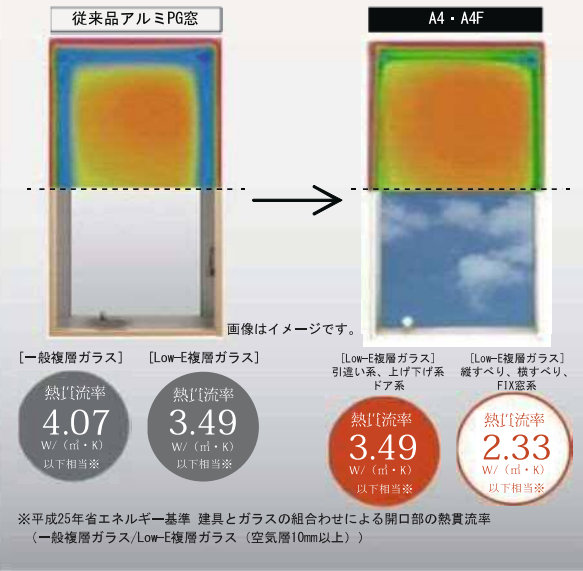 従来品アルミPG窓
A4・A4F
画像はイメージです。
[一般複層ガラス]
[Low-E複層ガラス]
[Low-E複層ガラス]
引違い系、上げ下げ系
ドア系
[Low-E複層ガラス]
縦すべり、横すべり、
FIX窓系
熱貫流率
4.07
W/（㎡・K）
以下相当※
熱貫流率
3.49
W/（㎡・K）
以下相当※
熱貫流率
3.49
W/（㎡・K）
以下相当※
熱貫流率
2.33
W/（㎡・K）
以下相当※
※平成25年省エネルギー基準 建具とガラスの組合わせによる開口部の熱貫流率
（一般複層ガラス/Low-E複層ガラス（空気層10mm以上））